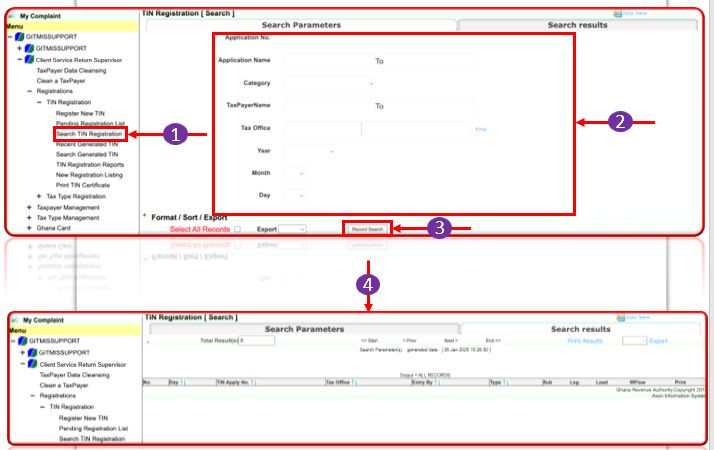 My Complaint
Menu
GITMISSUPPORT
GITMISSUPPORT
Client Service Return Supervisor
TaxPayer Data Cleansing
Clean a TaxPayer
Registrations
TIN Registration
Register New TIN
Pending Registration List
Search TIN Registration
Recent Generated TIN
Search Generated TIN
TIN Registration Reports
New Registration Listing
Print TIN Certificate
Tax Type Registration
Taxpayer Management
Tax Type Management
Ghana Card
TIN Registration [ Search ]
Add New
Search Parameters
Search results
Application No.
Application Name To
Category
TaxPayerName To
Tax Office Find
Year
Month
Day
Format / Sort / Export
Select All Records Export Record Search
1
2
3
4
My Complaint
Menu
GITMISSUPPORT
GITMISSUPPORT
Client Service Return Supervisor
TaxPayer Data Cleansing
Clean a TaxPayer
Registrations
TIN Registration
Register New TIN
Pending Registration List
Search TIN Registration
TIN Registration [ Search ]
Add New
Search Parameters
Search results
Total Result(s) 0 << Start < Prev Next > End >> Print Results Export
Search Parameter(s) generated date : [ 28 Jan 2025 15:26:50 ]
Output = ALL RECORDS
No. Day ↑↓ TIN Apply No. ↑↓ Tax Office ↑↓ Entry By ↑↓ Type ↑↓ Sub Log Load WFlow Print
Ghana Revenue Authority.Copyright 201
Axon Information System